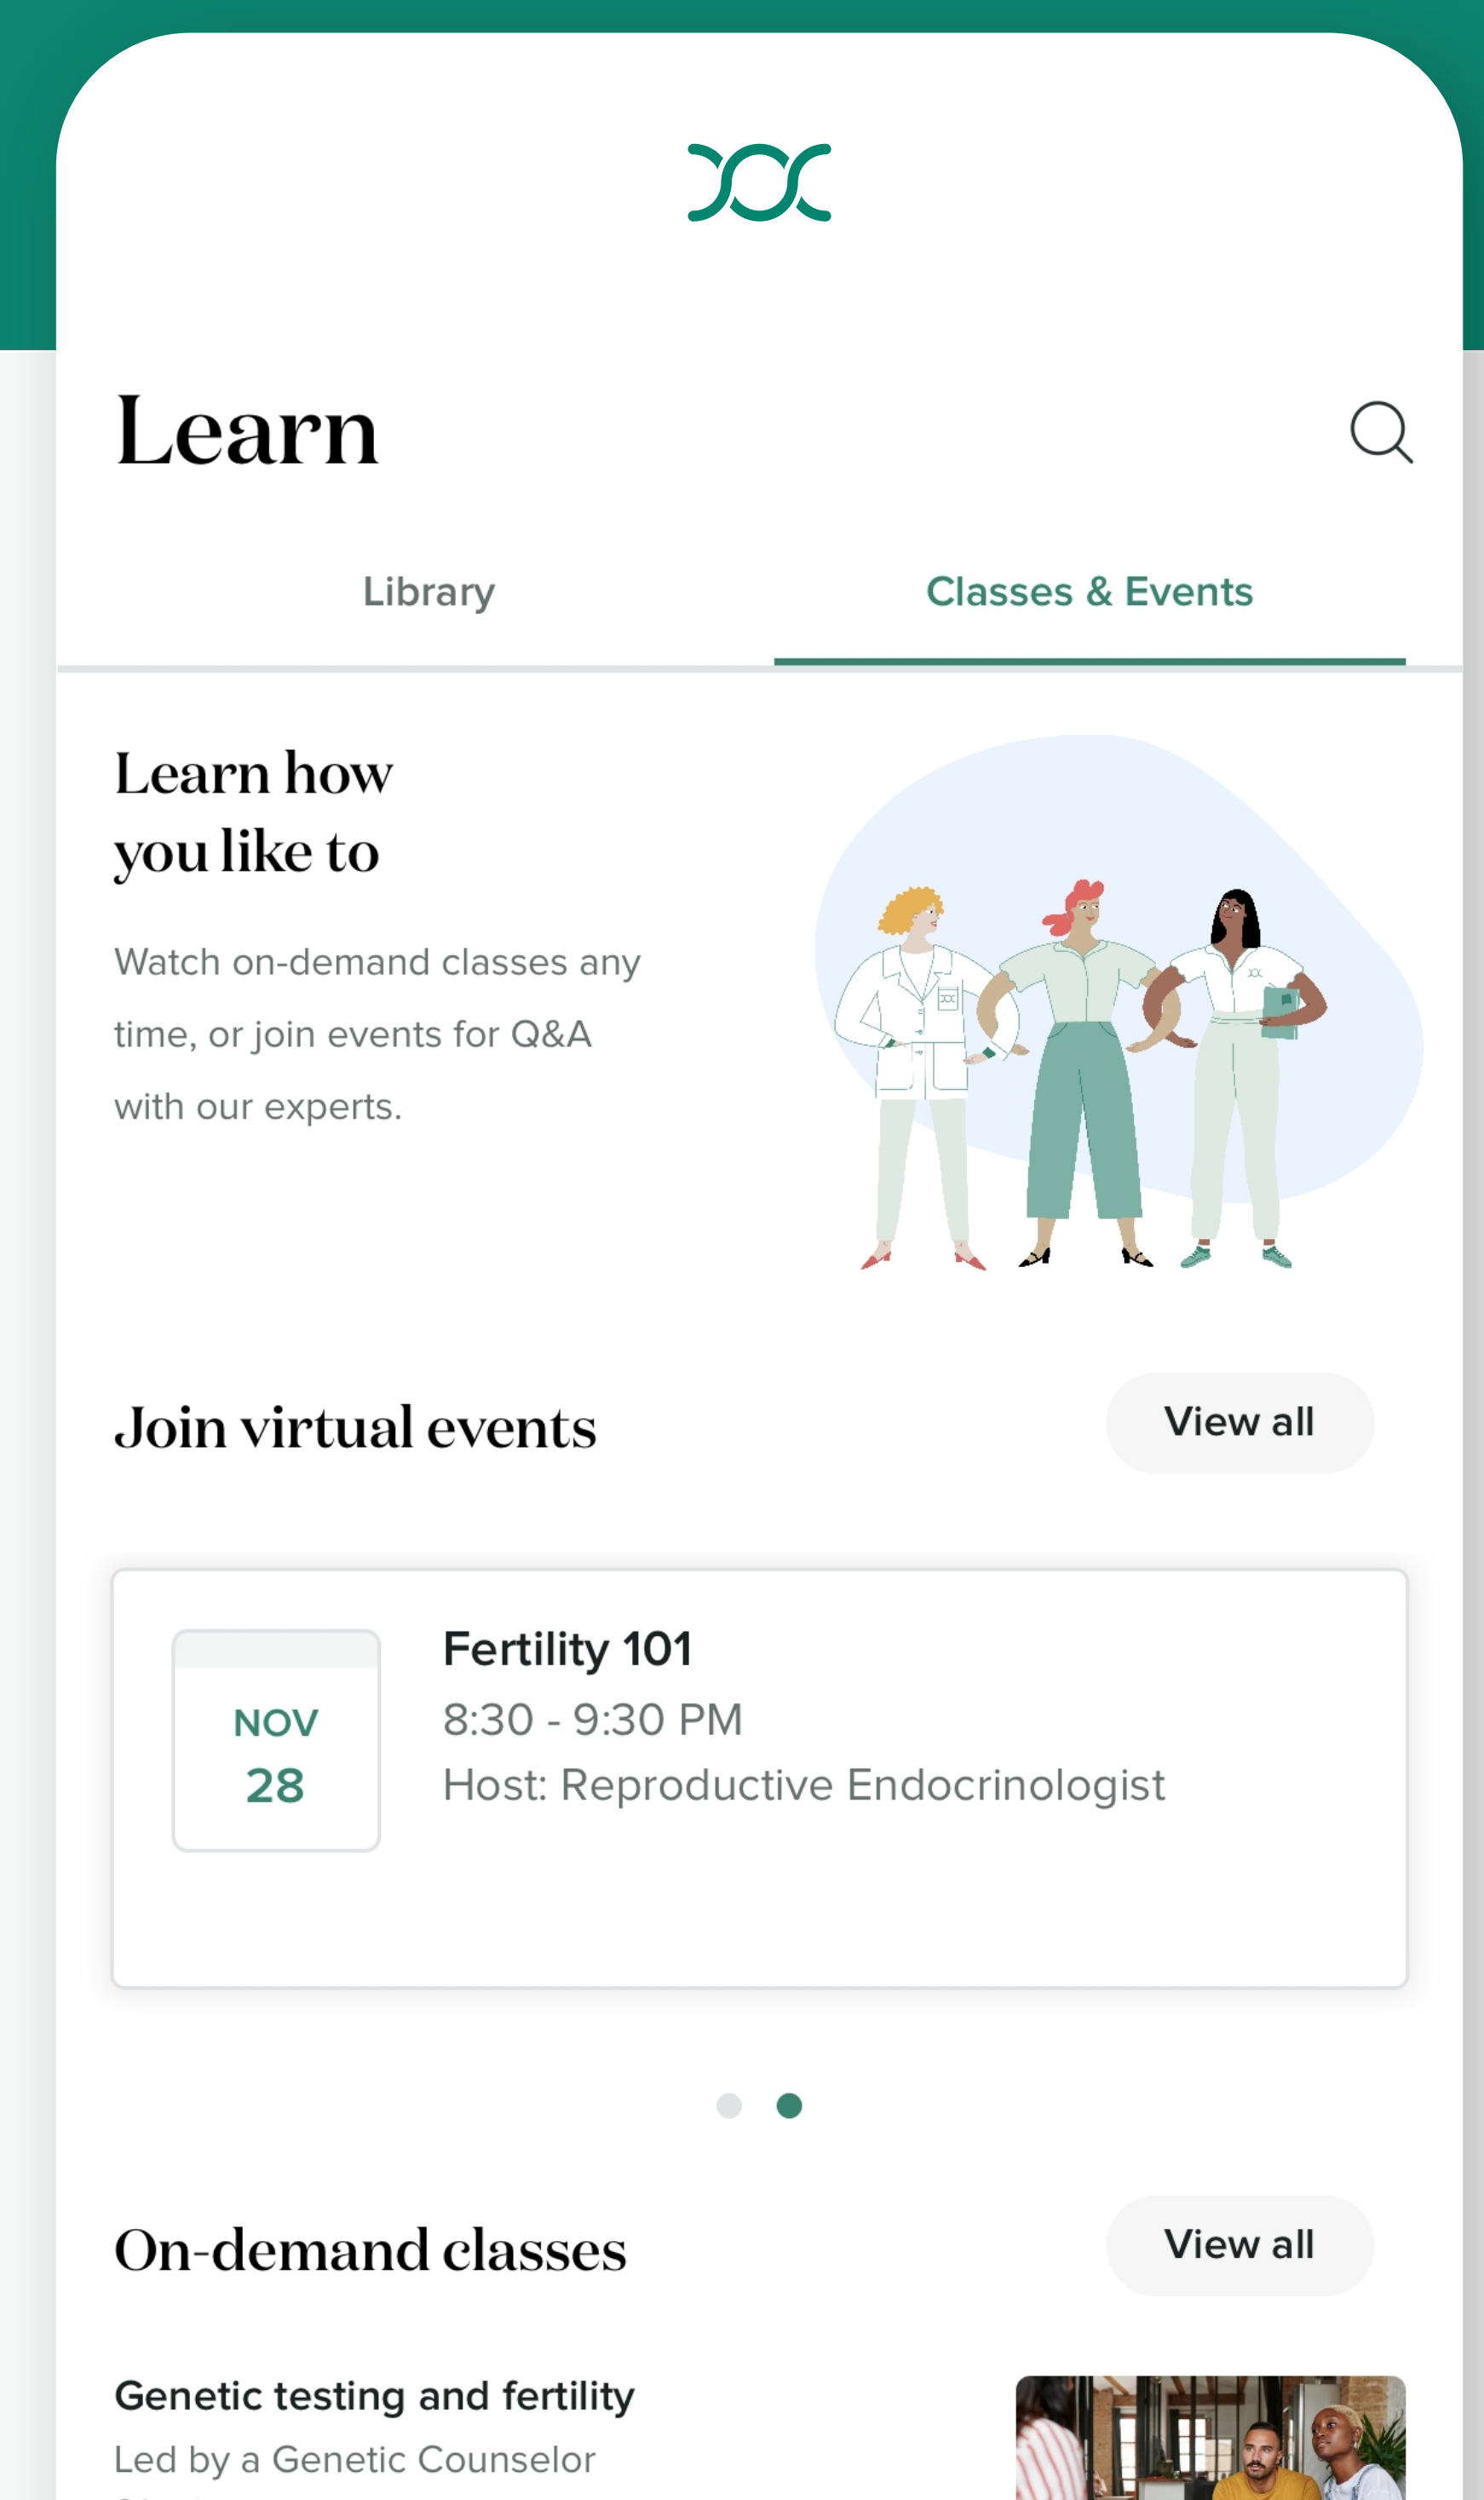 Learn
Library
Classes & Events
Learn how
you like to
Watch on-demand classes any
time, or join events for Q&A
with our experts.
Join virtual events
View all
NOV
28
Fertility 101
8:30 - 9:30 PM
Host: Reproductive Endocrinologist
On-demand classes
View all
Genetic testing and fertility
Led by a Genetic Counselor